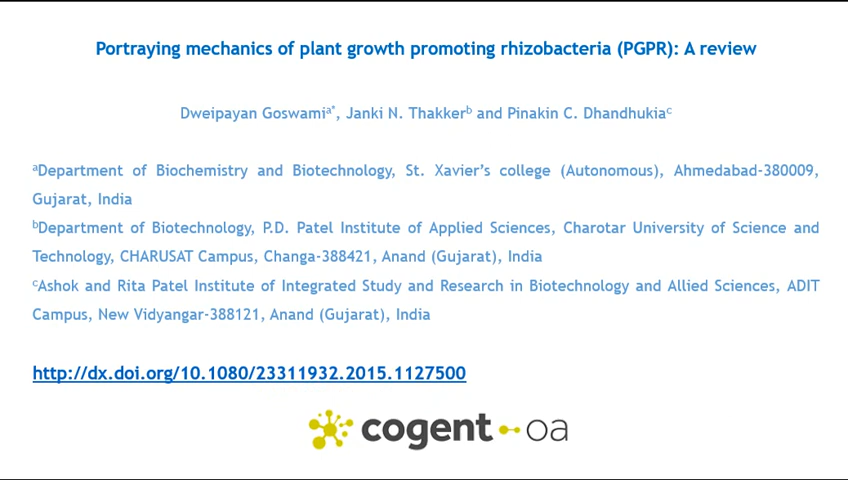 Portraying mechanics of plant growth promoting rhizobacteria (PGPR): A review
Dweipayan Goswamiᵃ*, Janki N. Thakkerᵇ and Pinakin C. Dhandhukiaᶜ
ᵃDepartment of Biochemistry and Biotechnology, St. Xavier’s college (Autonomous), Ahmedabad-380009,
Gujarat, India
ᵇDepartment of Biotechnology, P.D. Patel Institute of Applied Sciences, Charotar University of Science and
Technology, CHARUSAT Campus, Changa-388421, Anand (Gujarat), India
ᶜAshok and Rita Patel Institute of Integrated Study and Research in Biotechnology and Allied Sciences, ADIT
Campus, New Vidyangar-388121, Anand (Gujarat), India
http://dx.doi.org/10.1080/23311932.2015.1127500
cogent oa